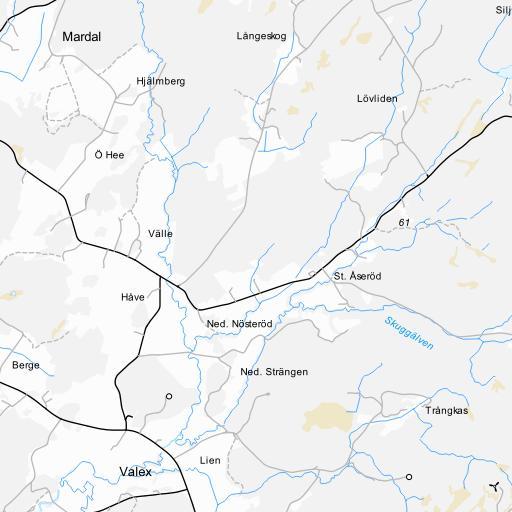 Silj
Långeskog
Mardal
Hjälmberg
Lövliden
Ö Hee
61
Välle
St. Åseröd
Håve
Ned. Nösteröd
Skuggälven
Berge
Ned. Strängen
Trångkas
Lien
Valex